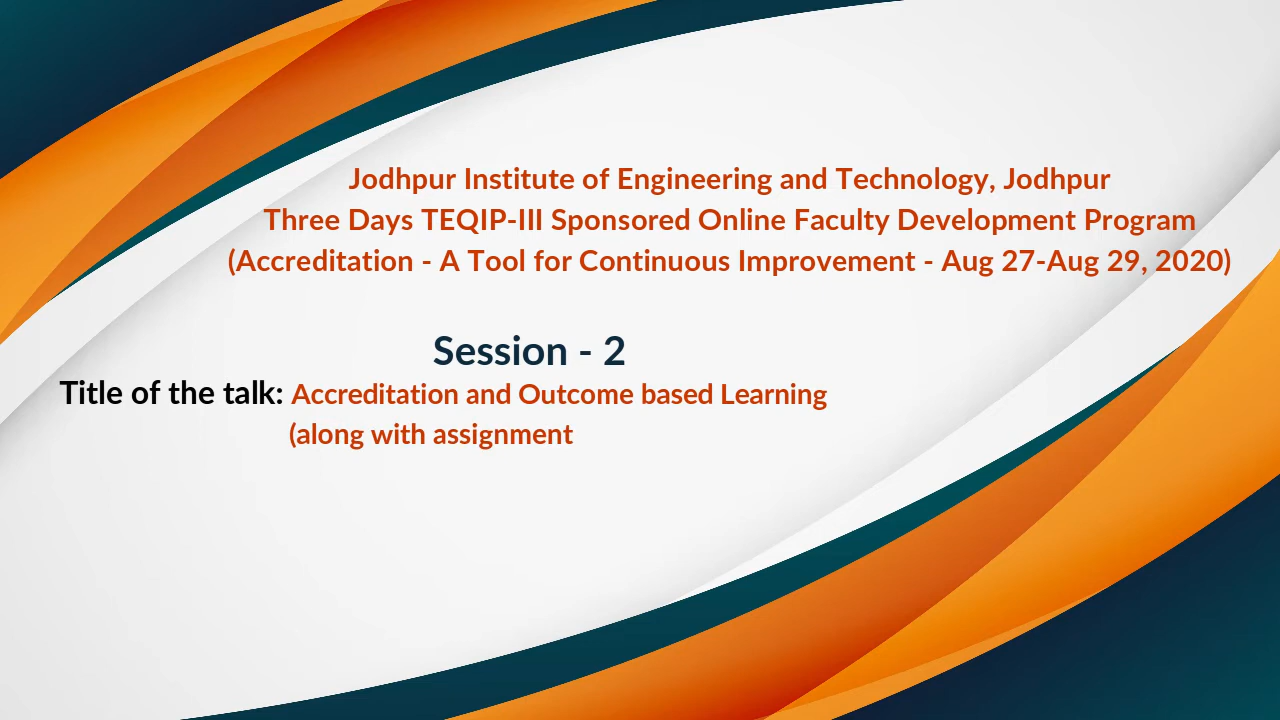 Jodhpur Institute of Engineering and Technology, Jodhpur
Three Days TEQIP-III Sponsored Online Faculty Development Program
(Accreditation - A Tool for Continuous Improvement - Aug 27-Aug 29, 2020)
Session - 2
Title of the talk: Accreditation and Outcome based Learning
(along with assignment